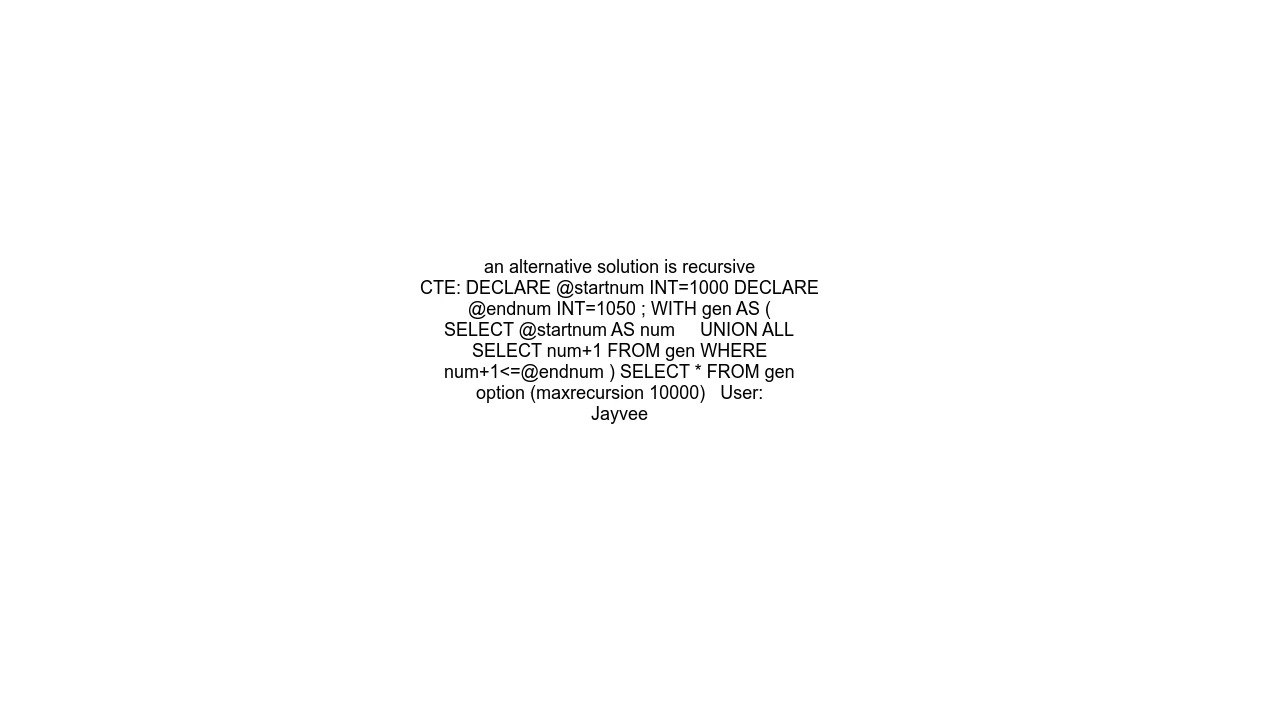 an alternative solution is recursive
CTE: DECLARE @startnum INT=1000 DECLARE
@endnum INT=1050 ; WITH gen AS (
SELECT @startnum AS num     UNION ALL
SELECT num+1 FROM gen WHERE
num+1<=@endnum ) SELECT * FROM gen
option (maxrecursion 10000)   User:
Jayvee